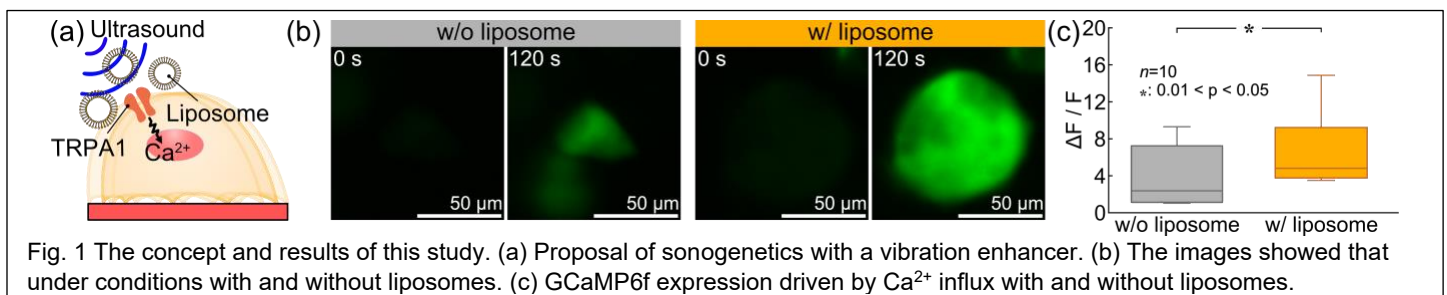 (a)
Ultrasound
Liposome
TRPA1
Ca²⁺
(b)
w/o liposome
0 s
120 s
50 µm
50 µm
w/ liposome
0 s
120 s
50 µm
50 µm
(c)
20
16
12
8
4
0
ΔF / F
*
n=10
*: 0.01 < p < 0.05
w/o liposome
w/ liposome
Fig. 1 The concept and results of this study. (a) Proposal of sonogenetics with a vibration enhancer. (b) The images showed that
under conditions with and without liposomes. (c) GCaMP6f expression driven by Ca²⁺ influx with and without liposomes.